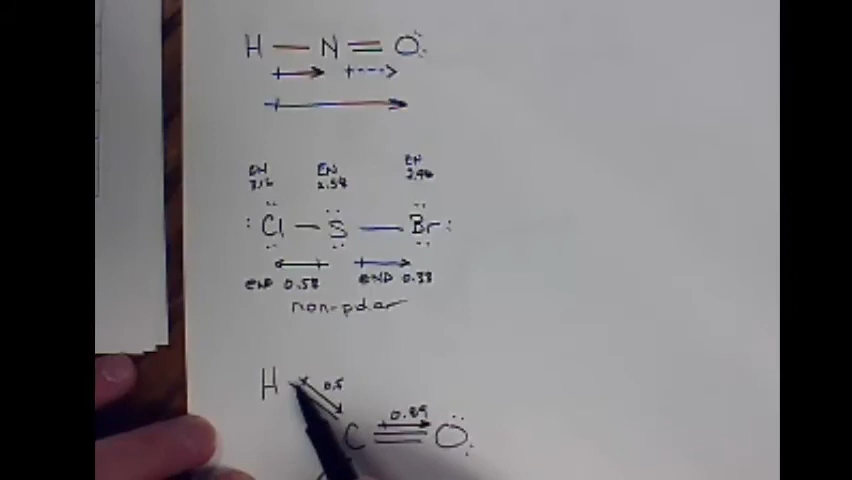 H — N = O:
EN EN EN
3.16 2.58 2.96
:Cl — S — Br:
END 0.58 END 0.38
non-polar
H 0.5
0.89
C ≡ O